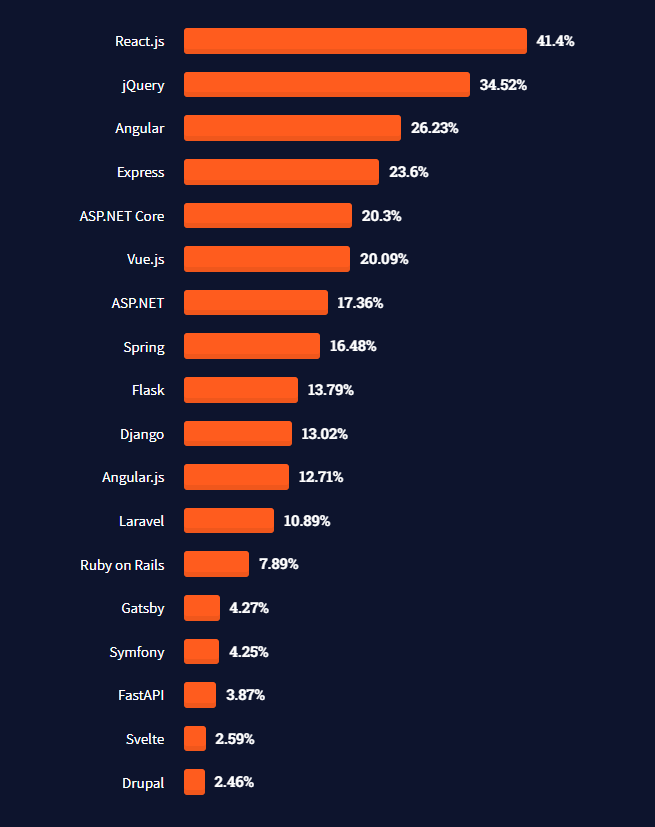 React.js 41.4%
jQuery 34.52%
Angular 26.23%
Express 23.6%
ASP.NET Core 20.3%
Vue.js 20.09%
ASP.NET 17.36%
Spring 16.48%
Flask 13.79%
Django 13.02%
Angular.js 12.71%
Laravel 10.89%
Ruby on Rails 7.89%
Gatsby 4.27%
Symfony 4.25%
FastAPI 3.87%
Svelte 2.59%
Drupal 2.46%